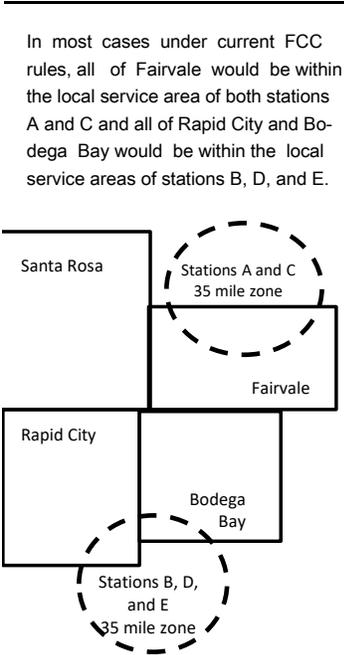 In most cases under current FCC
rules, all of Fairvale would be within
the local service area of both stations
A and C and all of Rapid City and Bo-
dega Bay would be within the local
service areas of stations B, D, and E.
Santa Rosa
Stations A and C
35 mile zone
Fairvale
Rapid City
Bodega
Bay
Stations B, D,
and E
35 mile zone